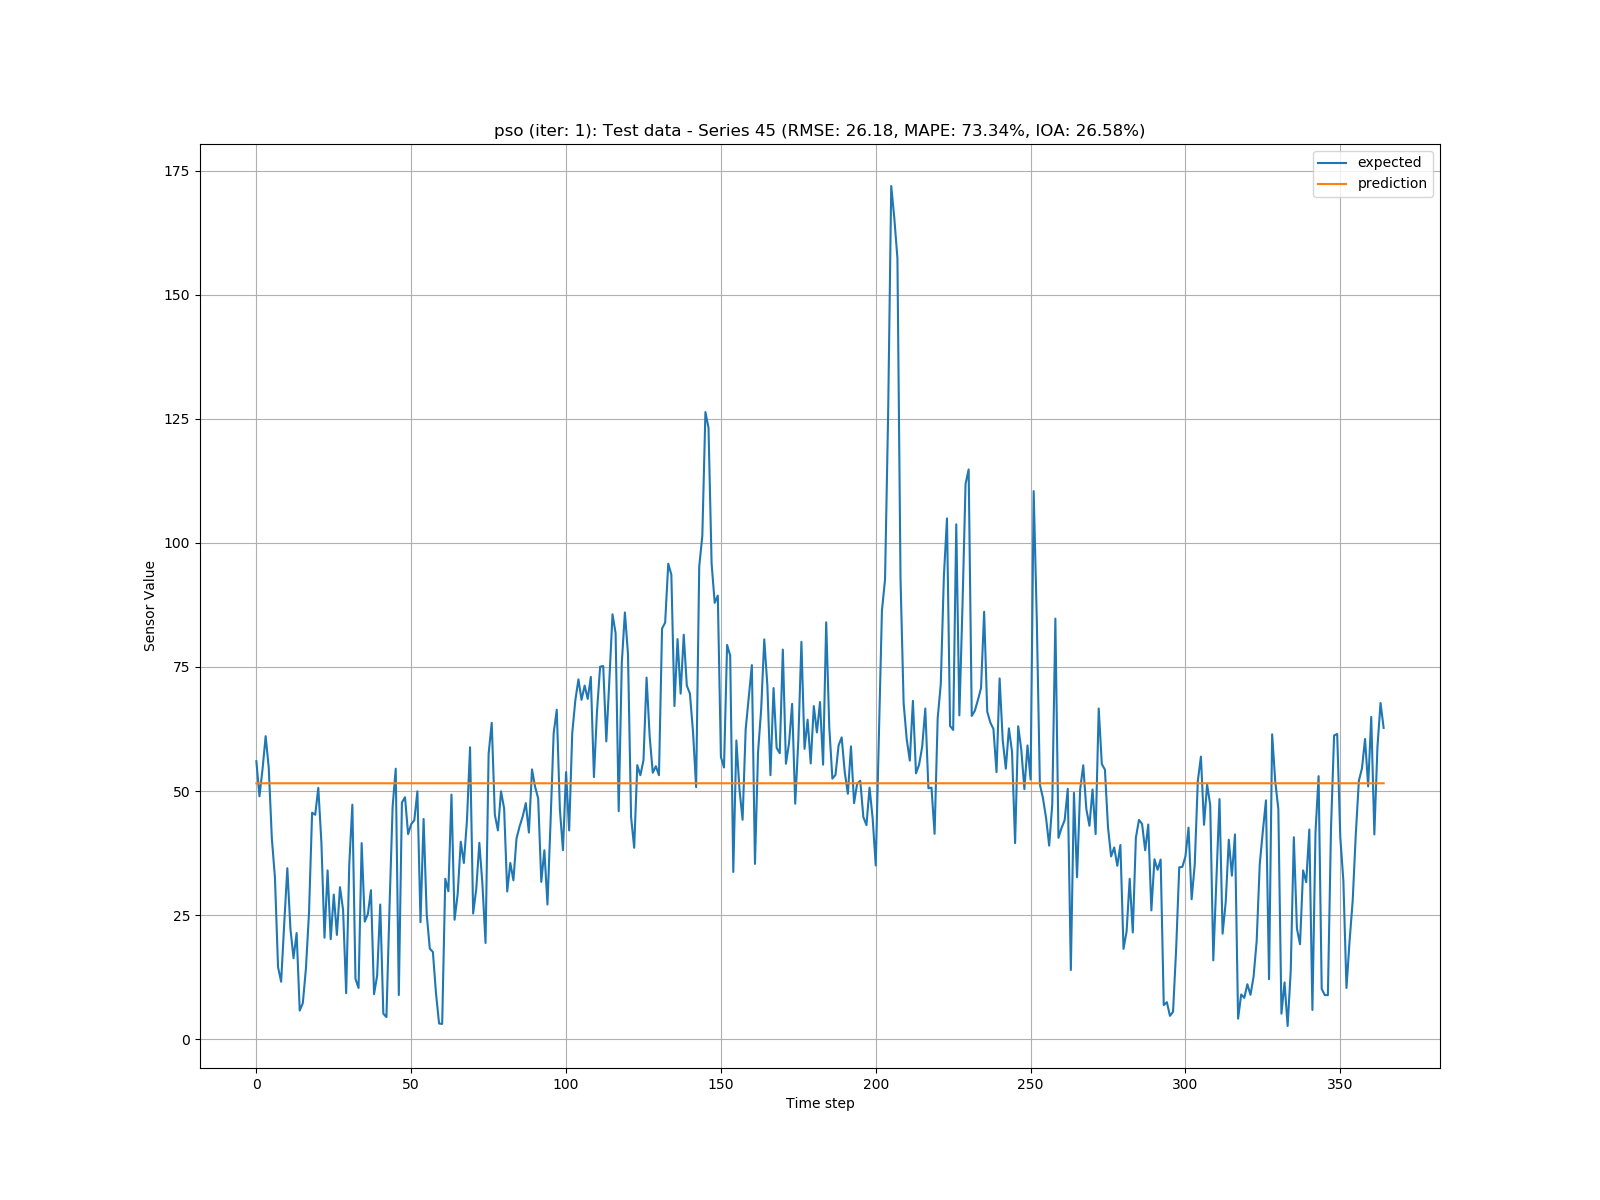 pso (iter: 1): Test data - Series 45 (RMSE: 26.18, MAPE: 73.34%, IOA: 26.58%)
expected
prediction
175
150
125
100
75
50
25
0
Sensor Value
0 50 100 150 200 250 300 350
Time step